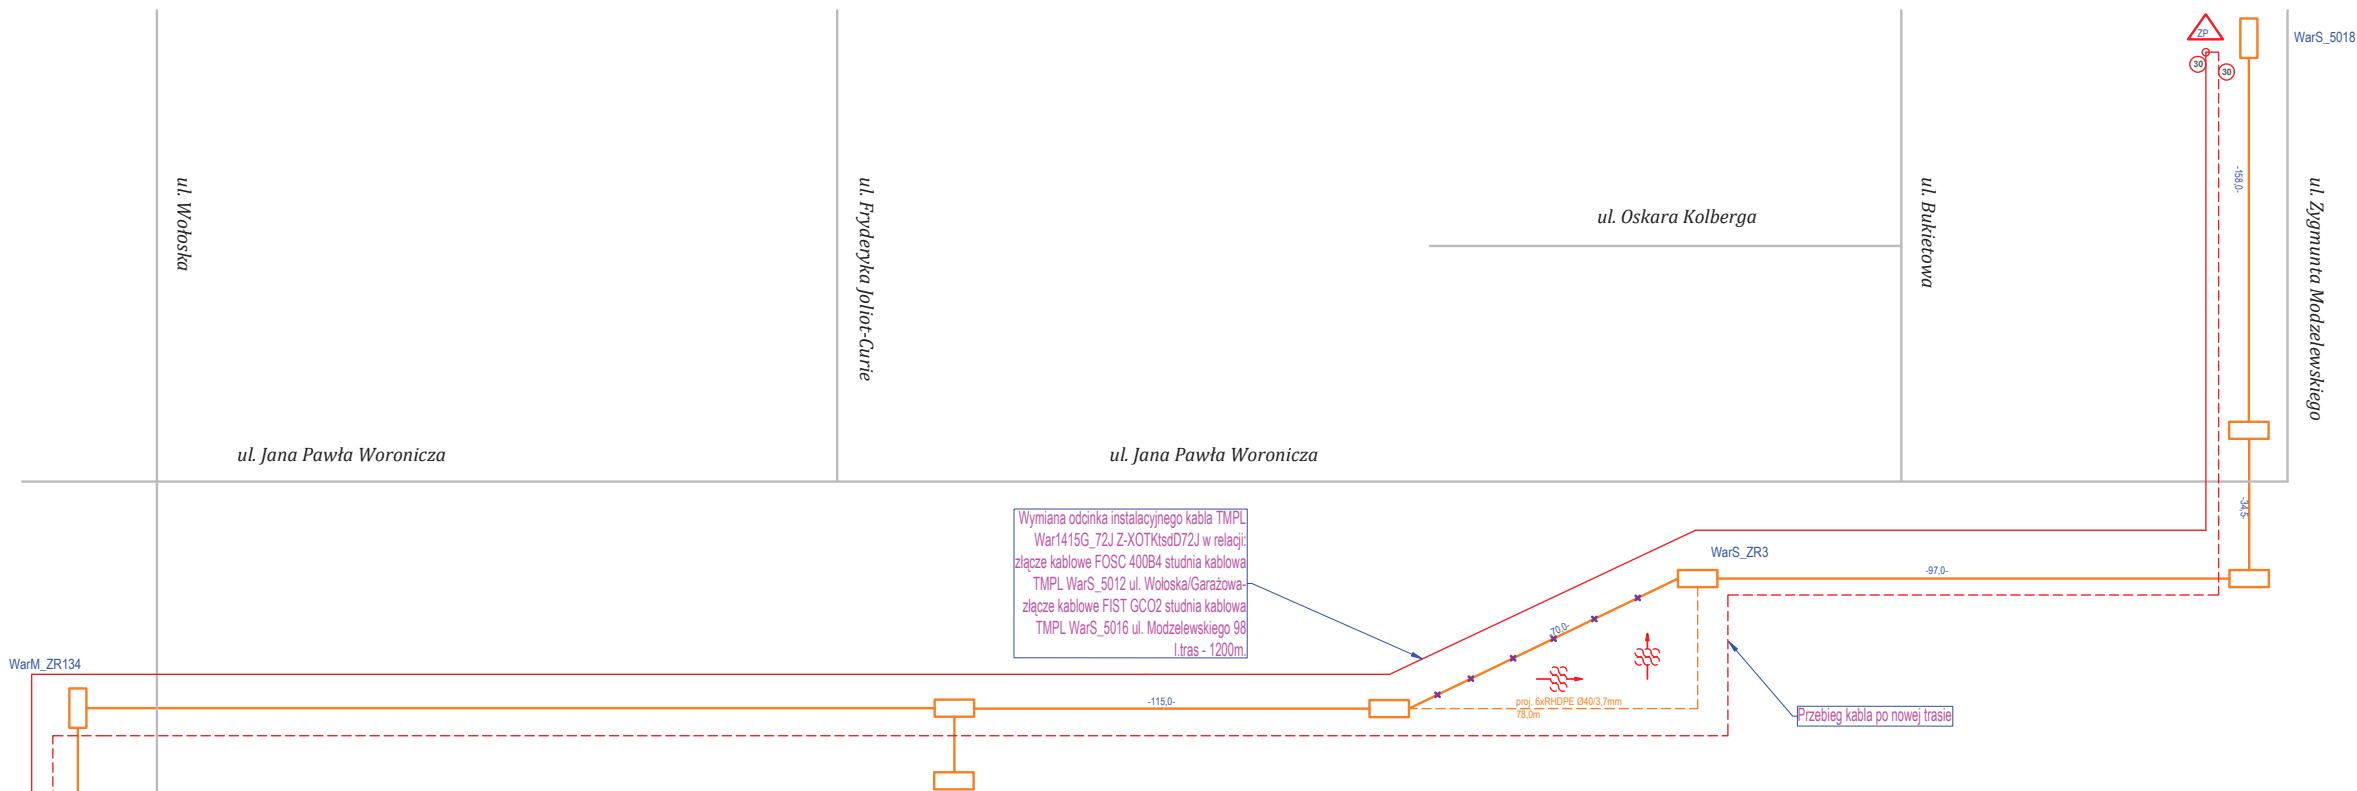 ZP
WarS_5018
30
30
ul. Wołoska
ul. Fryderyka Joliot-Curie
ul. Oskara Kolberga
ul. Bukietowa
-158,0-
ul. Zygmunta Modzelewskiego
ul. Jana Pawła Woronicza
ul. Jana Pawła Woronicza
-34,5-
Wymiana odcinka instalacyjnego kabla TMPL
War1415G_72J Z-XOTKtsdD72J w relacji:
złącze kablowe FOSC 400B4 studnia kablowa
TMPL WarS_5012 ul. Wołoska/Garażowa-
złącze kablowe FIST GCO2 studnia kablowa
TMPL WarS_5016 ul. Modzelewskiego 98
l.tras - 1200m.
WarS_ZR3
-97,0-
-70,0-
WarM_ZR134
-115,0-
proj. 6xRHDPE Ø40/3,7mm
78,0m
Przebieg kabla po nowej trasie